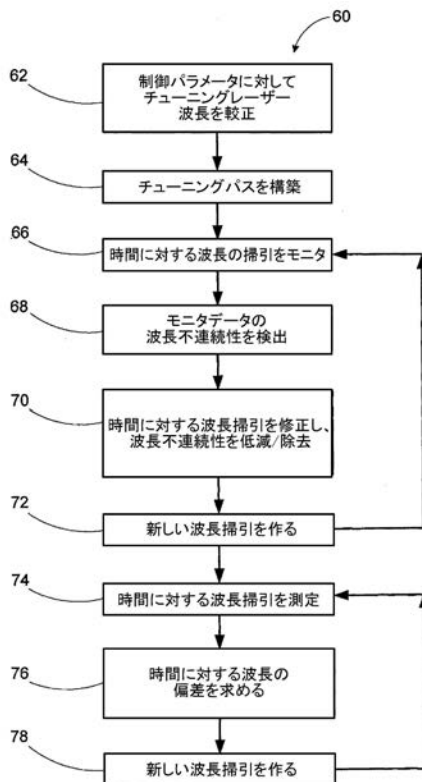 60
62
制御パラメータに対して
チューニングレーザー
波長を較正
64
チューニングパスを構築
66
時間に対する波長の掃引をモニタ
68
モニタデータの
波長不連続性を検出
70
時間に対する波長掃引を修正し、
波長不連続性を低減/除去
72
新しい波長掃引を作る
74
時間に対する波長掃引を測定
76
時間に対する波長の
偏差を求める
78
新しい波長掃引を作る